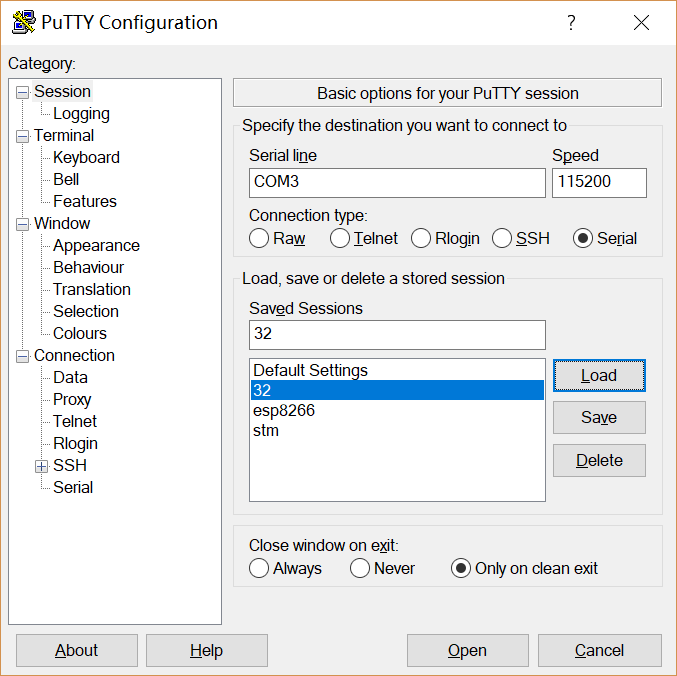 PuTTY Configuration
?
Category:
Session
Logging
Terminal
Keyboard
Bell
Features
Window
Appearance
Behaviour
Translation
Selection
Colours
Connection
Data
Proxy
Telnet
Rlogin
SSH
Serial
Basic options for your PuTTY session
Specify the destination you want to connect to
Serial line Speed
COM3 115200
Connection type:
Raw Telnet Rlogin SSH Serial
Load, save or delete a stored session
Saved Sessions
32
Default Settings
32
esp8266
stm
Load
Save
Delete
Close window on exit:
Always Never Only on clean exit
About Help Open Cancel